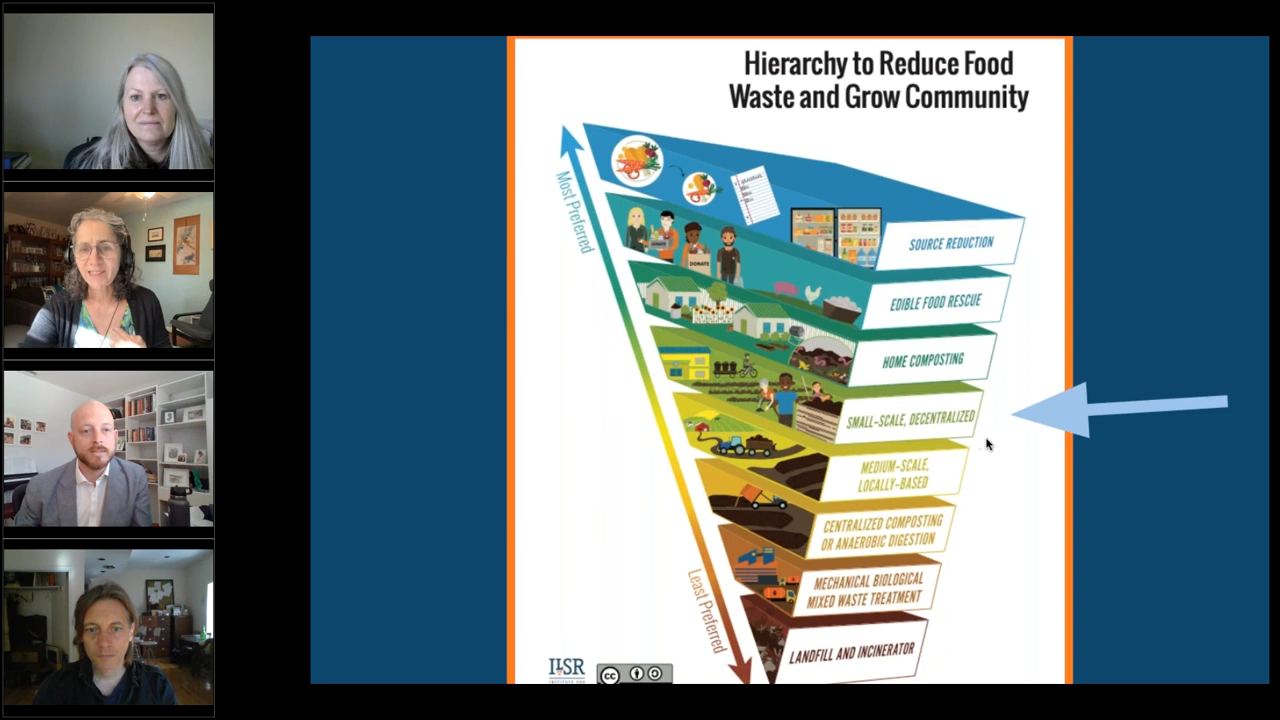 Hierarchy to Reduce Food
Waste and Grow Community
Most Preferred
SOURCE REDUCTION
DONATE
EDIBLE FOOD RESCUE
HOME COMPOSTING
SMALL-SCALE, DECENTRALIZED
MEDIUM-SCALE,
LOCALLY-BASED
CENTRALIZED COMPOSTING
OR ANAEROBIC DIGESTION
MECHANICAL BIOLOGICAL
MIXED WASTE TREATMENT
Least Preferred
LANDFILL AND INCINERATOR
ILSR
cc